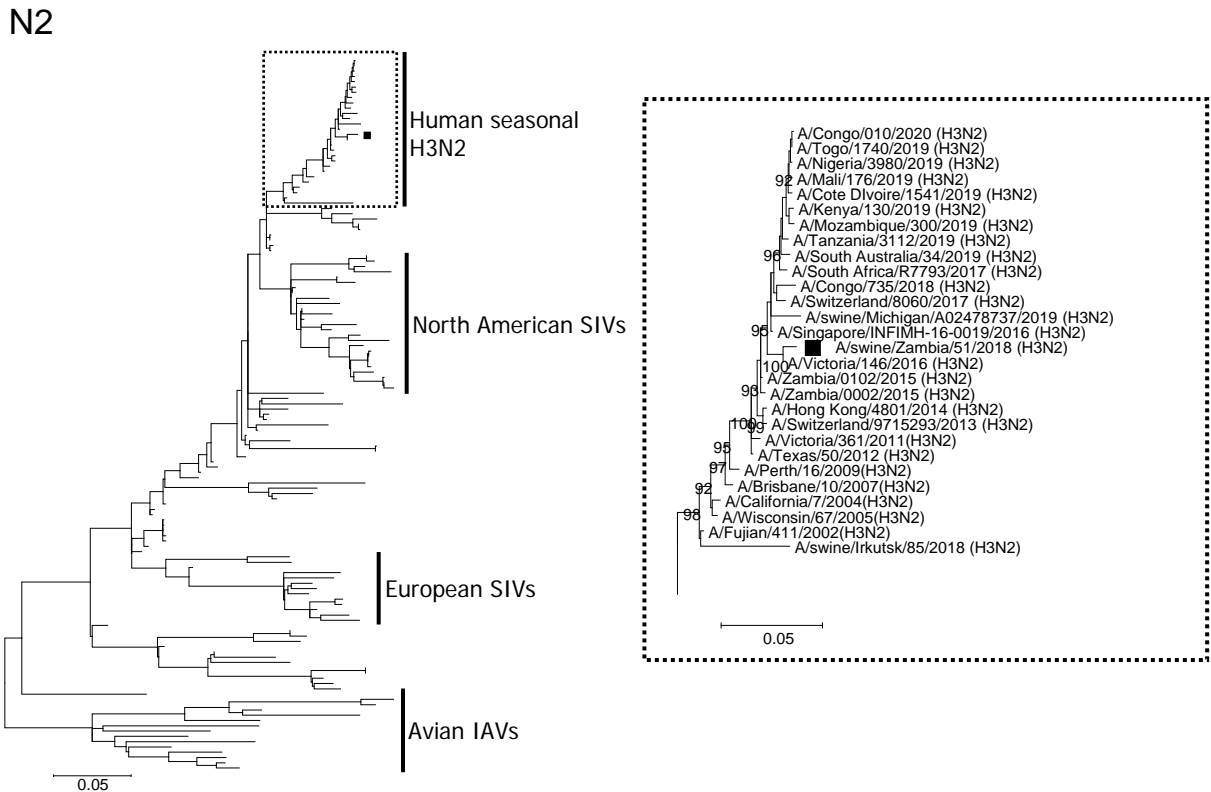 N2
Human seasonal
H3N2
North American SIVs
European SIVs
Avian IAVs
0.05
A/Congo/010/2020 (H3N2)
A/Togo/1740/2019 (H3N2)
A/Nigeria/3980/2019 (H3N2)
92
A/Mali/176/2019 (H3N2)
A/Cote DIvoire/1541/2019 (H3N2)
A/Kenya/130/2019 (H3N2)
A/Mozambique/300/2019 (H3N2)
A/Tanzania/3112/2019 (H3N2)
96
A/South Australia/34/2019 (H3N2)
A/South Africa/R7793/2017 (H3N2)
A/Congo/735/2018 (H3N2)
A/Switzerland/8060/2017 (H3N2)
A/swine/Michigan/A02478737/2019 (H3N2)
95
A/Singapore/INFIMH-16-0019/2016 (H3N2)
A/swine/Zambia/51/2018 (H3N2)
100
A/Victoria/146/2016 (H3N2)
A/Zambia/0102/2015 (H3N2)
93
A/Zambia/0002/2015 (H3N2)
A/Hong Kong/4801/2014 (H3N2)
100
99
A/Switzerland/9715293/2013 (H3N2)
A/Victoria/361/2011(H3N2)
95
A/Texas/50/2012 (H3N2)
97
A/Perth/16/2009(H3N2)
92
A/Brisbane/10/2007(H3N2)
A/California/7/2004(H3N2)
98
A/Wisconsin/67/2005(H3N2)
A/Fujian/411/2002(H3N2)
A/swine/Irkutsk/85/2018 (H3N2)
0.05